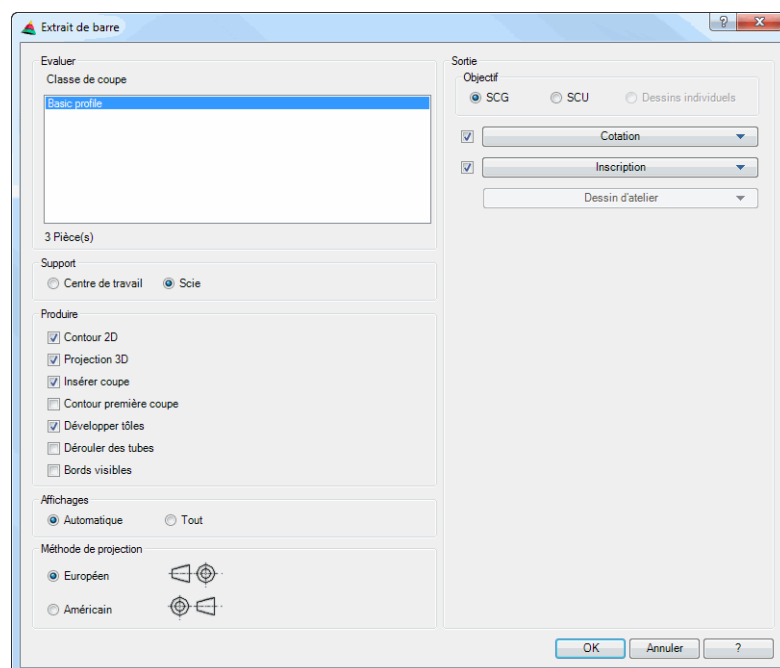 Extrait de barre
?
Evaluer
Classe de coupe
Basic profile
3 Pièce(s)
Support
Centre de travail
Scie
Produire
Contour 2D
Projection 3D
Insérer coupe
Contour première coupe
Développer tôles
Dérouler des tubes
Bords visibles
Affichages
Automatique
Tout
Méthode de projection
Européen
Américain
Sortie
Objectif
SCG
SCU
Dessins individuels
Cotation
Inscription
Dessin d'atelier
OK
Annuler
?